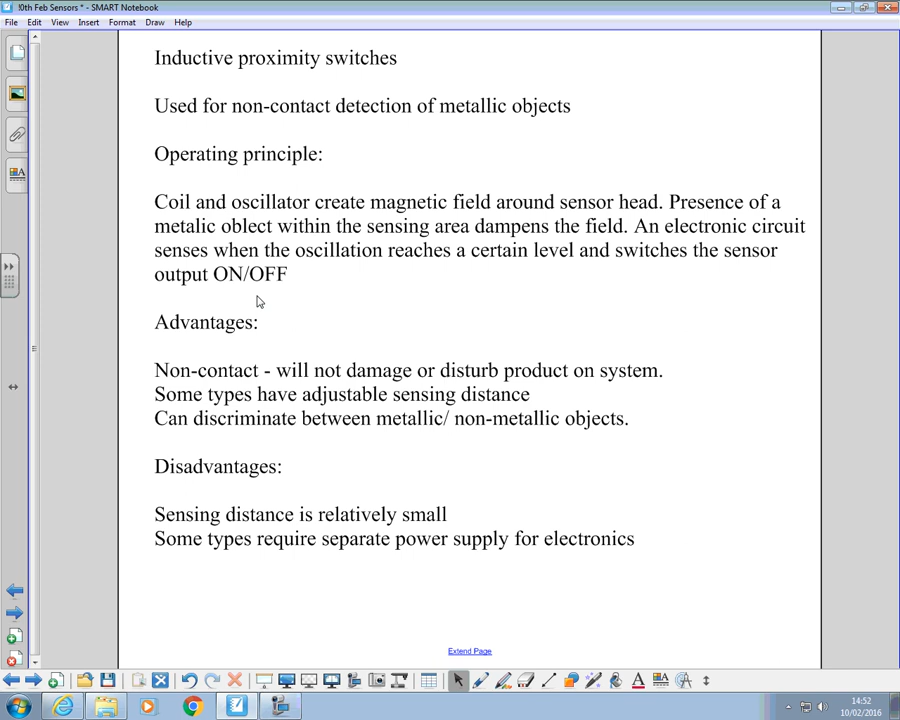 !0th Feb Sensors * - SMART Notebook
File Edit View Insert Format Draw Help
Inductive proximity switches
Used for non-contact detection of metallic objects
Operating principle:
Coil and oscillator create magnetic field around sensor head. Presence of a
metalic oblect within the sensing area dampens the field. An electronic circuit
senses when the oscillation reaches a certain level and switches the sensor
output ON/OFF
Advantages:
Non-contact - will not damage or disturb product on system.
Some types have adjustable sensing distance
Can discriminate between metallic/ non-metallic objects.
Disadvantages:
Sensing distance is relatively small
Some types require separate power supply for electronics
Extend Page
14:52
10/02/2016